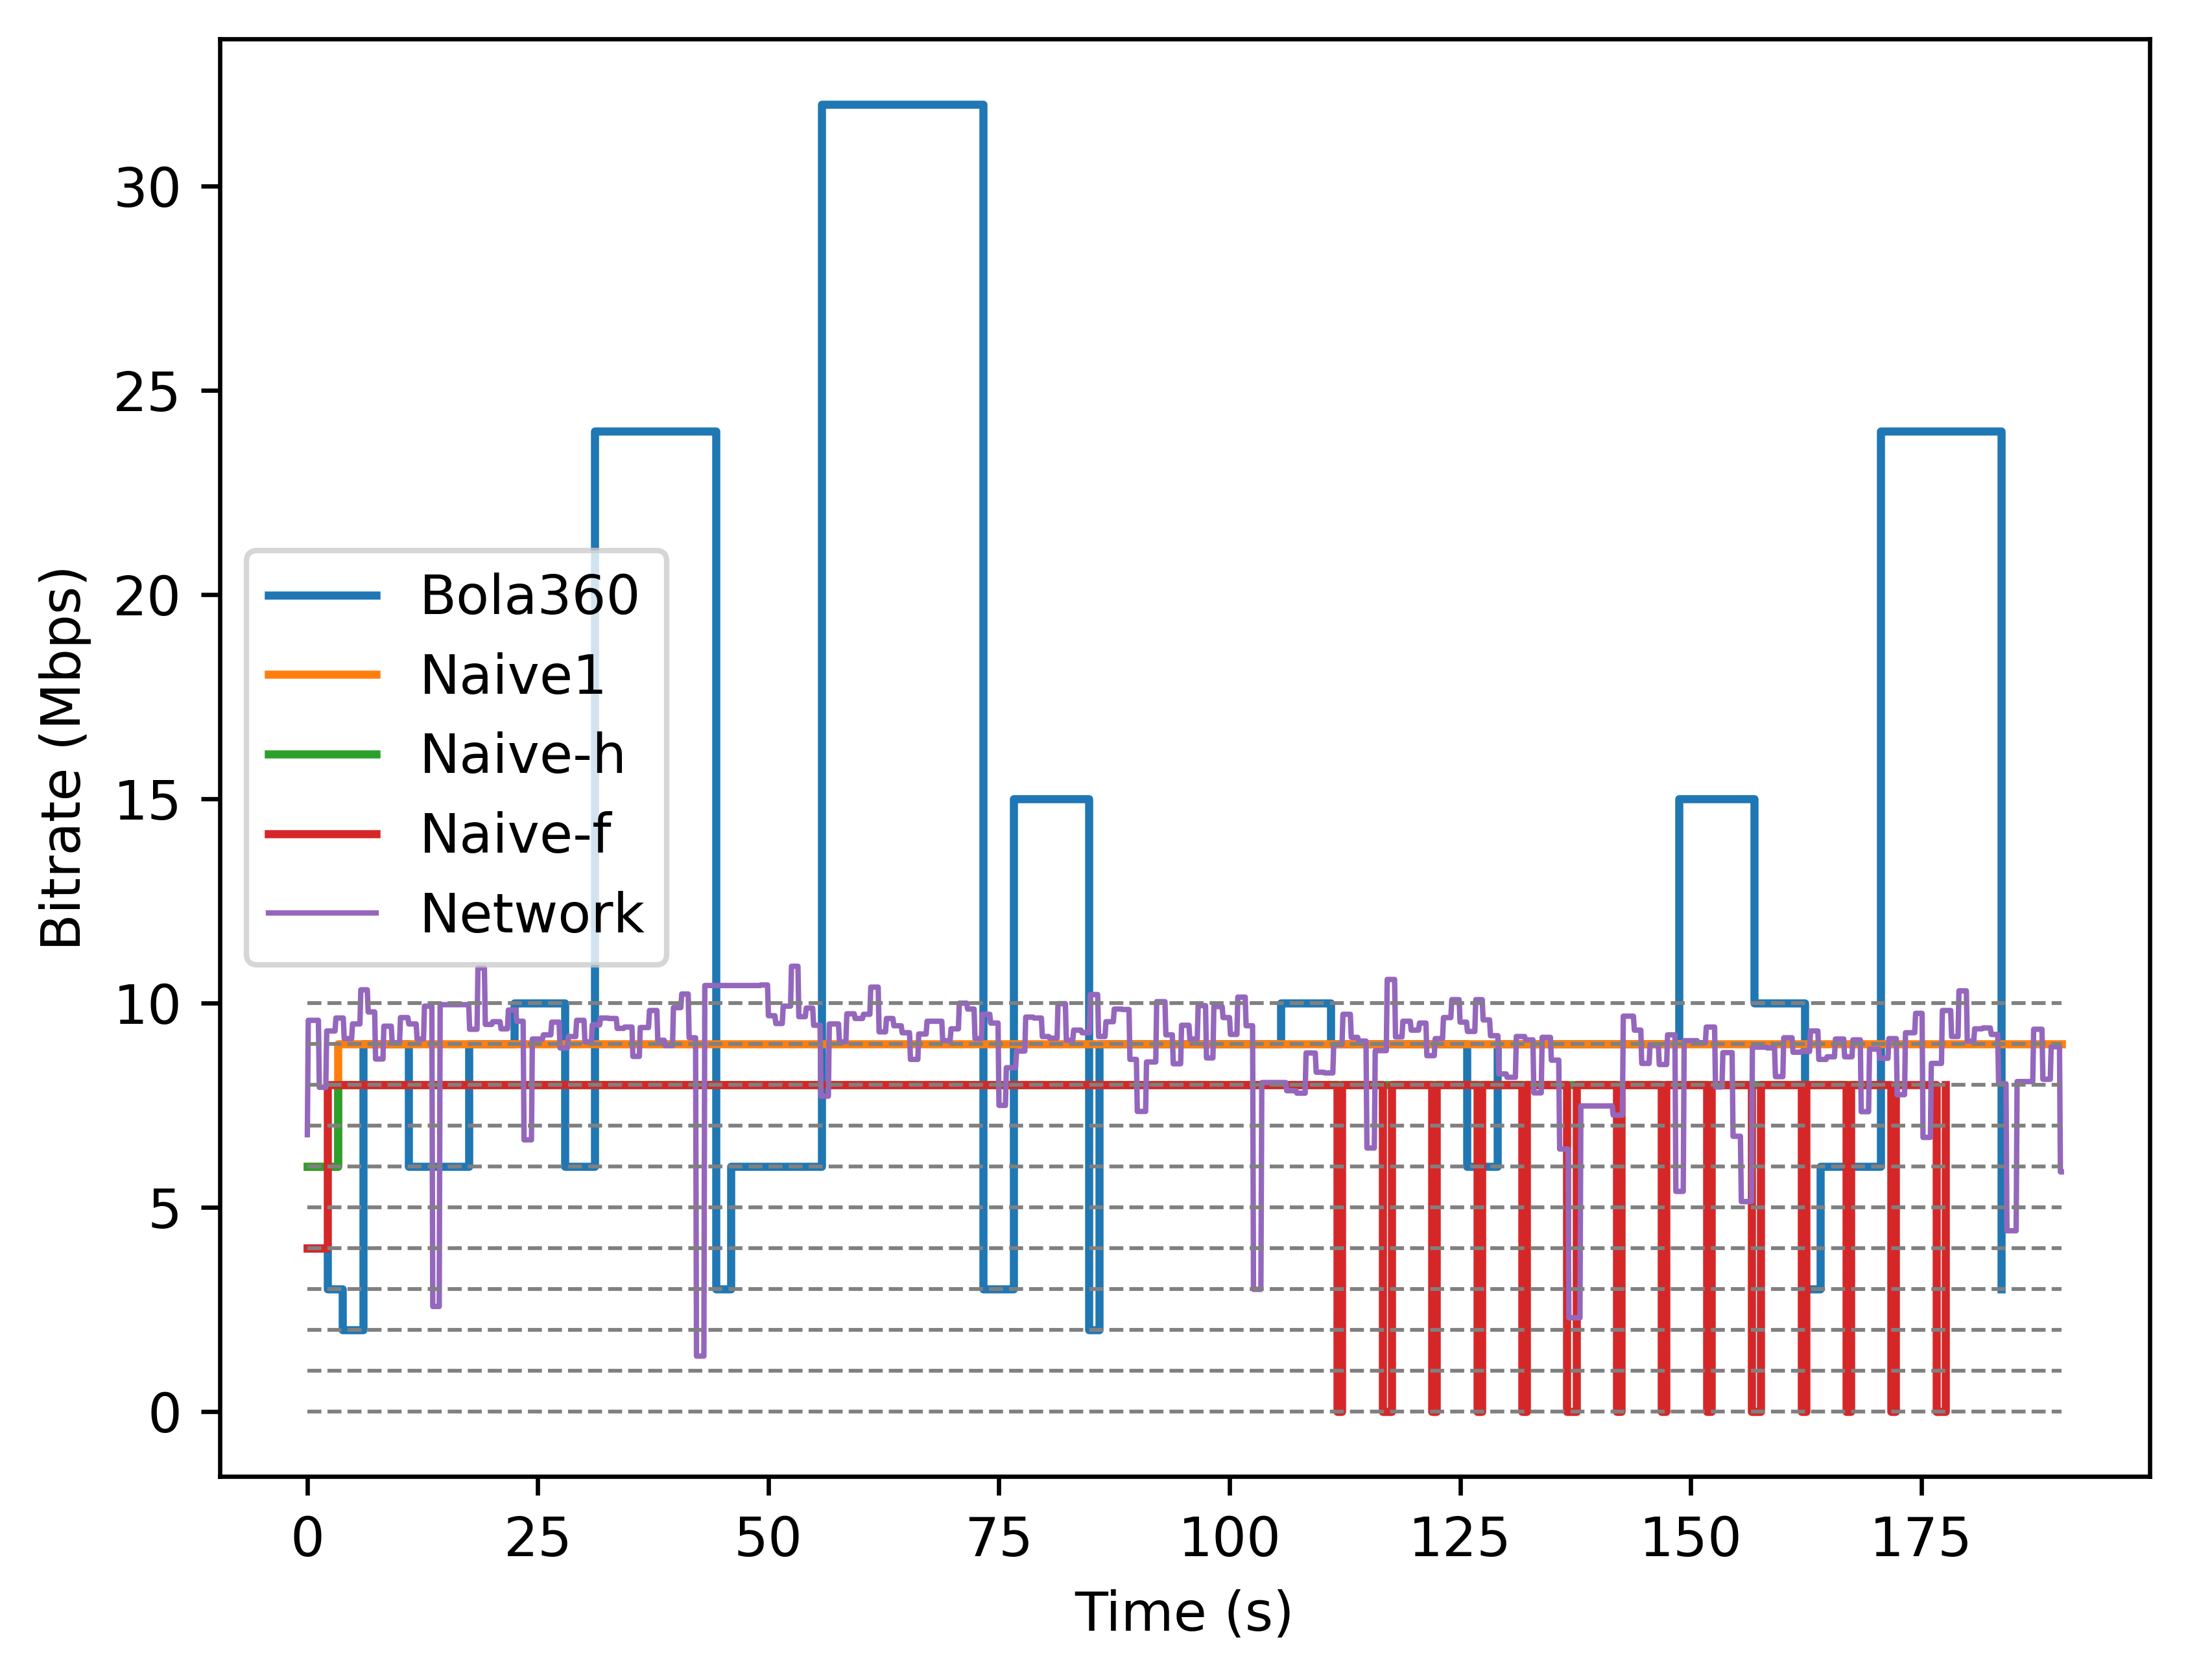 30
25
20
15
10
5
0
Bitrate (Mbps)
Bola360
Naive1
Naive-h
Naive-f
Network
0 25 50 75 100 125 150 175
Time (s)